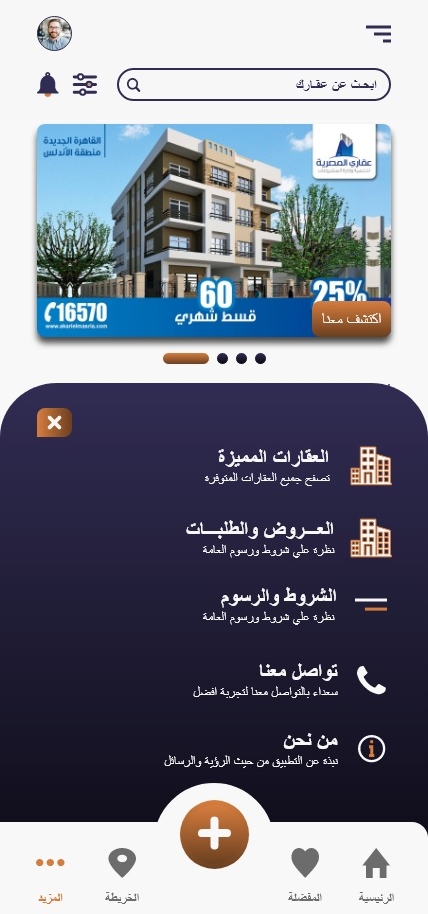 ابحث عن عقارك
عقاري المصرية
القاهرة الجديدة
منطقة الأندلس
25%
60
قسط شهري
16570
www.akarielmasria.com
اكتشف معنا
العقارات المميزة
تصفح جميع العقارات المتوفرة
العـــروض والطلبـــات
نظرة علي شروط ورسوم العامة
الشروط والرسوم
نظرة علي شروط ورسوم العامة
تواصل معنا
سعداء بالتواصل معنا لتجربة افضل
من نحن
نبذة عن التطبيق من حيث الرؤية والرسائل
الرئيسية
المفضلة
الخريطة
المزيد